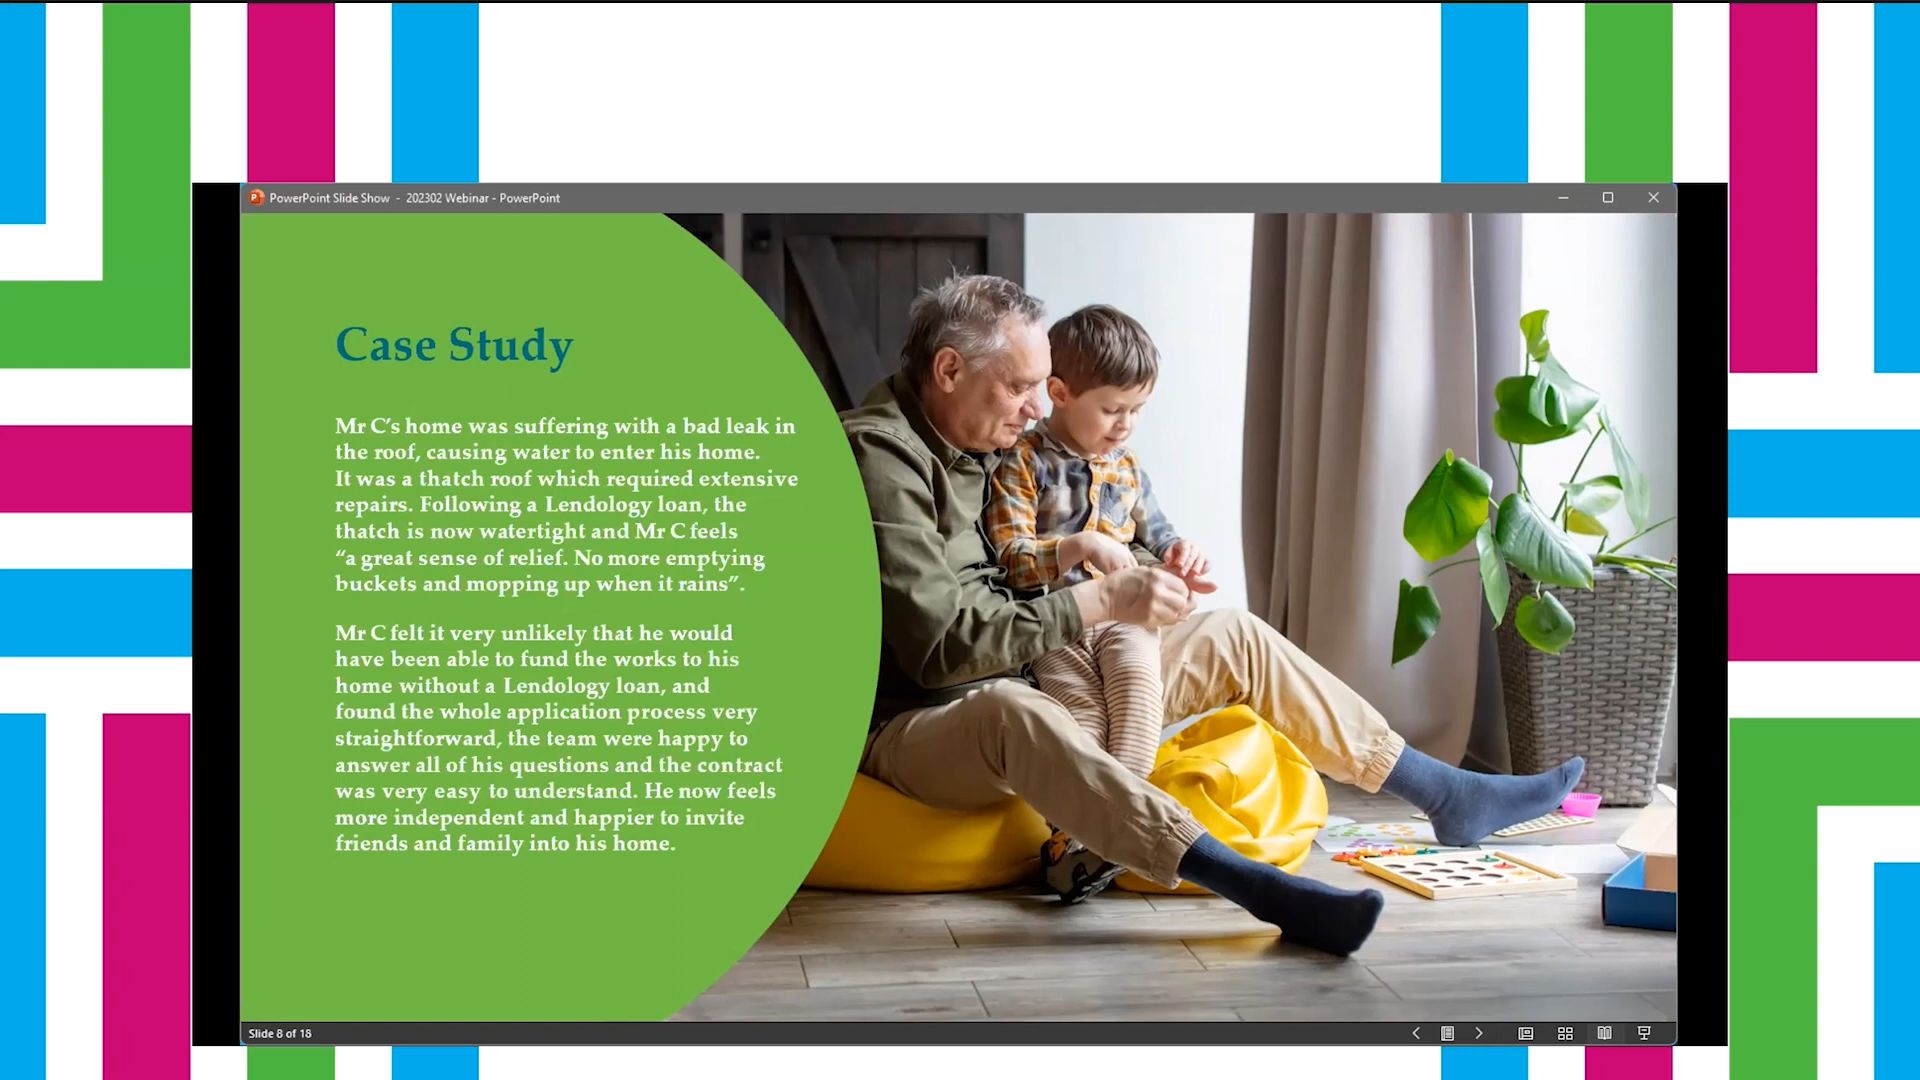 PowerPoint Slide Show - 202302 Webinar - PowerPoint
Case Study
Mr C's home was suffering with a bad leak in
the roof, causing water to enter his home.
It was a thatch roof which required extensive
repairs. Following a Lendology loan, the
thatch is now watertight and Mr C feels
“a great sense of relief. No more emptying
buckets and mopping up when it rains”.
Mr C felt it very unlikely that he would
have been able to fund the works to his
home without a Lendology loan, and
found the whole application process very
straightforward, the team were happy to
answer all of his questions and the contract
was very easy to understand. He now feels
more independent and happier to invite
friends and family into his home.
Slide 8 of 18